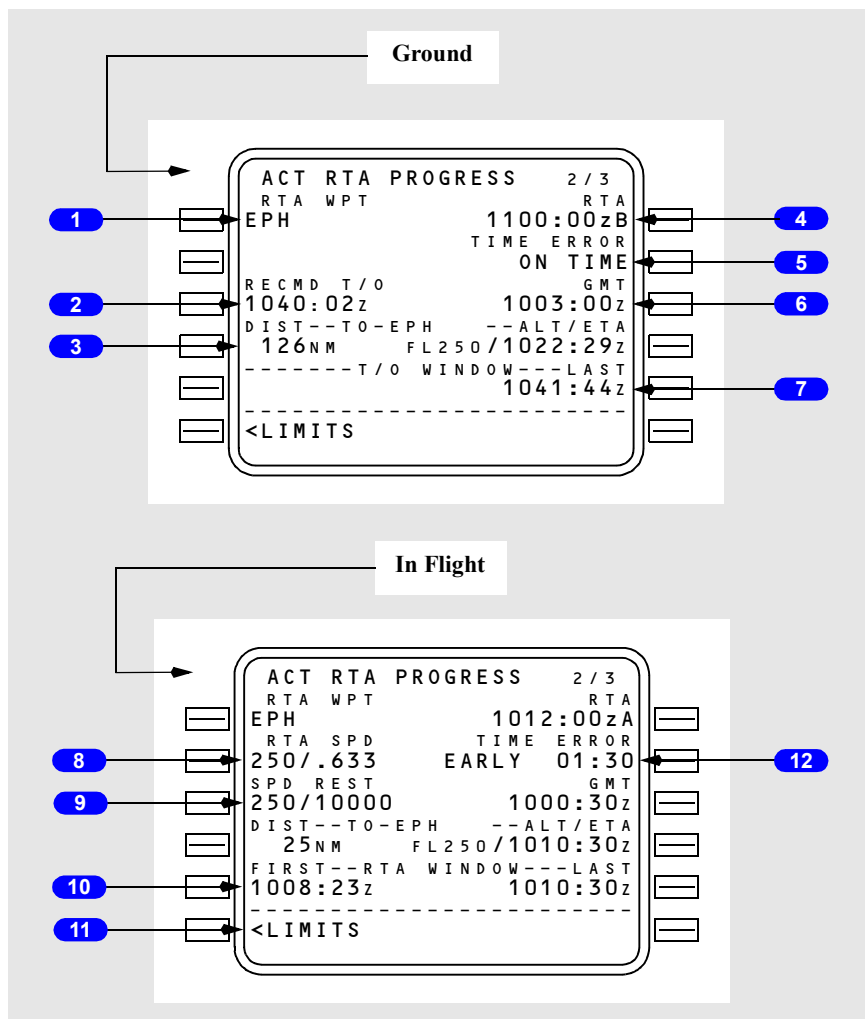 Ground
ACT RTA PROGRESS 2/3
RTA WPT RTA
1 EPH 1100:00zB 4
TIME ERROR
ON TIME 5
RECMD T/O GMT
2 1040:02z 1003:00z 6
DIST--TO-EPH --ALT/ETA
3 126NM FL250/1022:29z
-------T/O WINDOW---LAST
1041:44z 7
--------------------------
<LIMITS
In Flight
ACT RTA PROGRESS 2/3
RTA WPT RTA
EPH 1012:00zA
RTA SPD TIME ERROR
8 250/.633 EARLY 01:30 12
SPD REST GMT
9 250/10000 1000:30z
DIST--TO-EPH --ALT/ETA
25NM FL250/1010:30z
FIRST--RTA WINDOW---LAST
10 1008:23z 1010:30z
--------------------------
11 <LIMITS